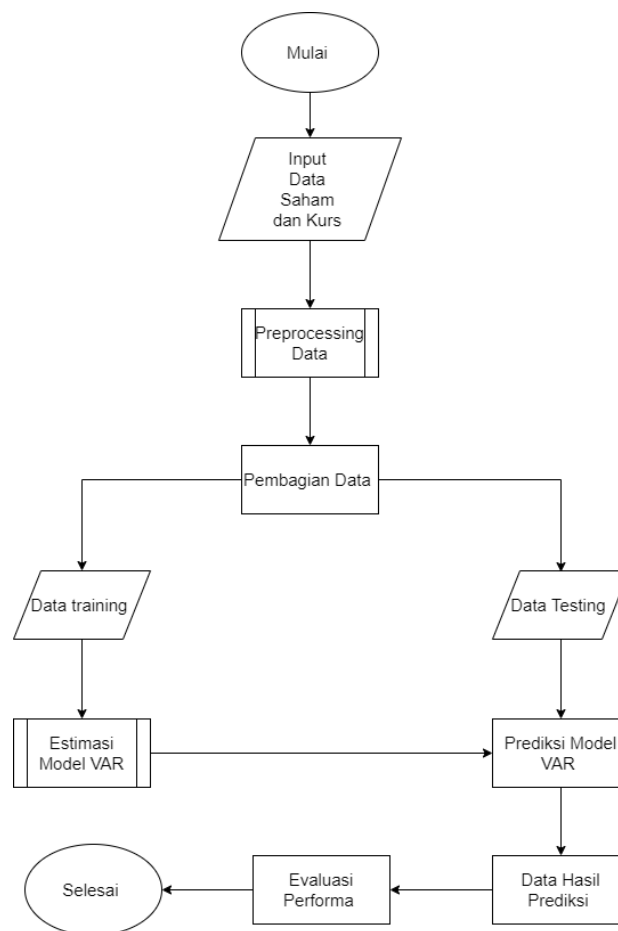 Mulai
Input
Data
Saham
dan Kurs
Preprocessing
Data
Pembagian Data
Data training
Data Testing
Estimasi
Model VAR
Prediksi Model
VAR
Selesai
Evaluasi
Performa
Data Hasil
Prediksi